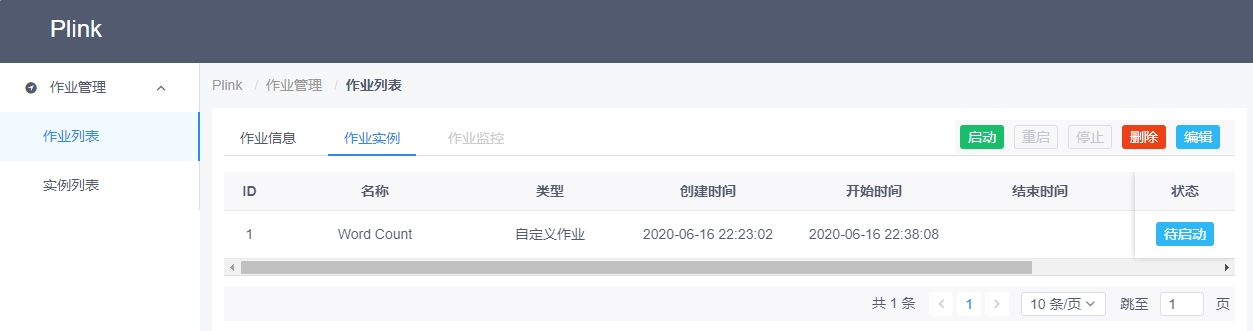 Plink
作业管理
作业列表
实例列表
Plink / 作业管理 / 作业列表
作业信息 作业实例 作业监控 启动 重启 停止 删除 编辑
ID 名称 类型 创建时间 开始时间 结束时间 状态
1 Word Count 自定义作业 2020-06-16 22:23:02 2020-06-16 22:38:08 待启动
共 1 条 < 1 > 10 条/页 跳至 1 页